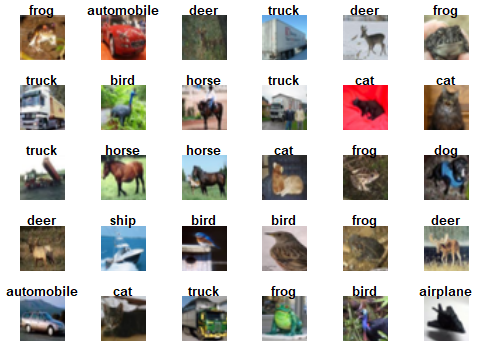 frog automobile deer truck deer frog
truck bird horse truck cat cat
truck horse horse cat frog dog
deer ship bird bird frog deer
automobile cat truck frog bird airplane